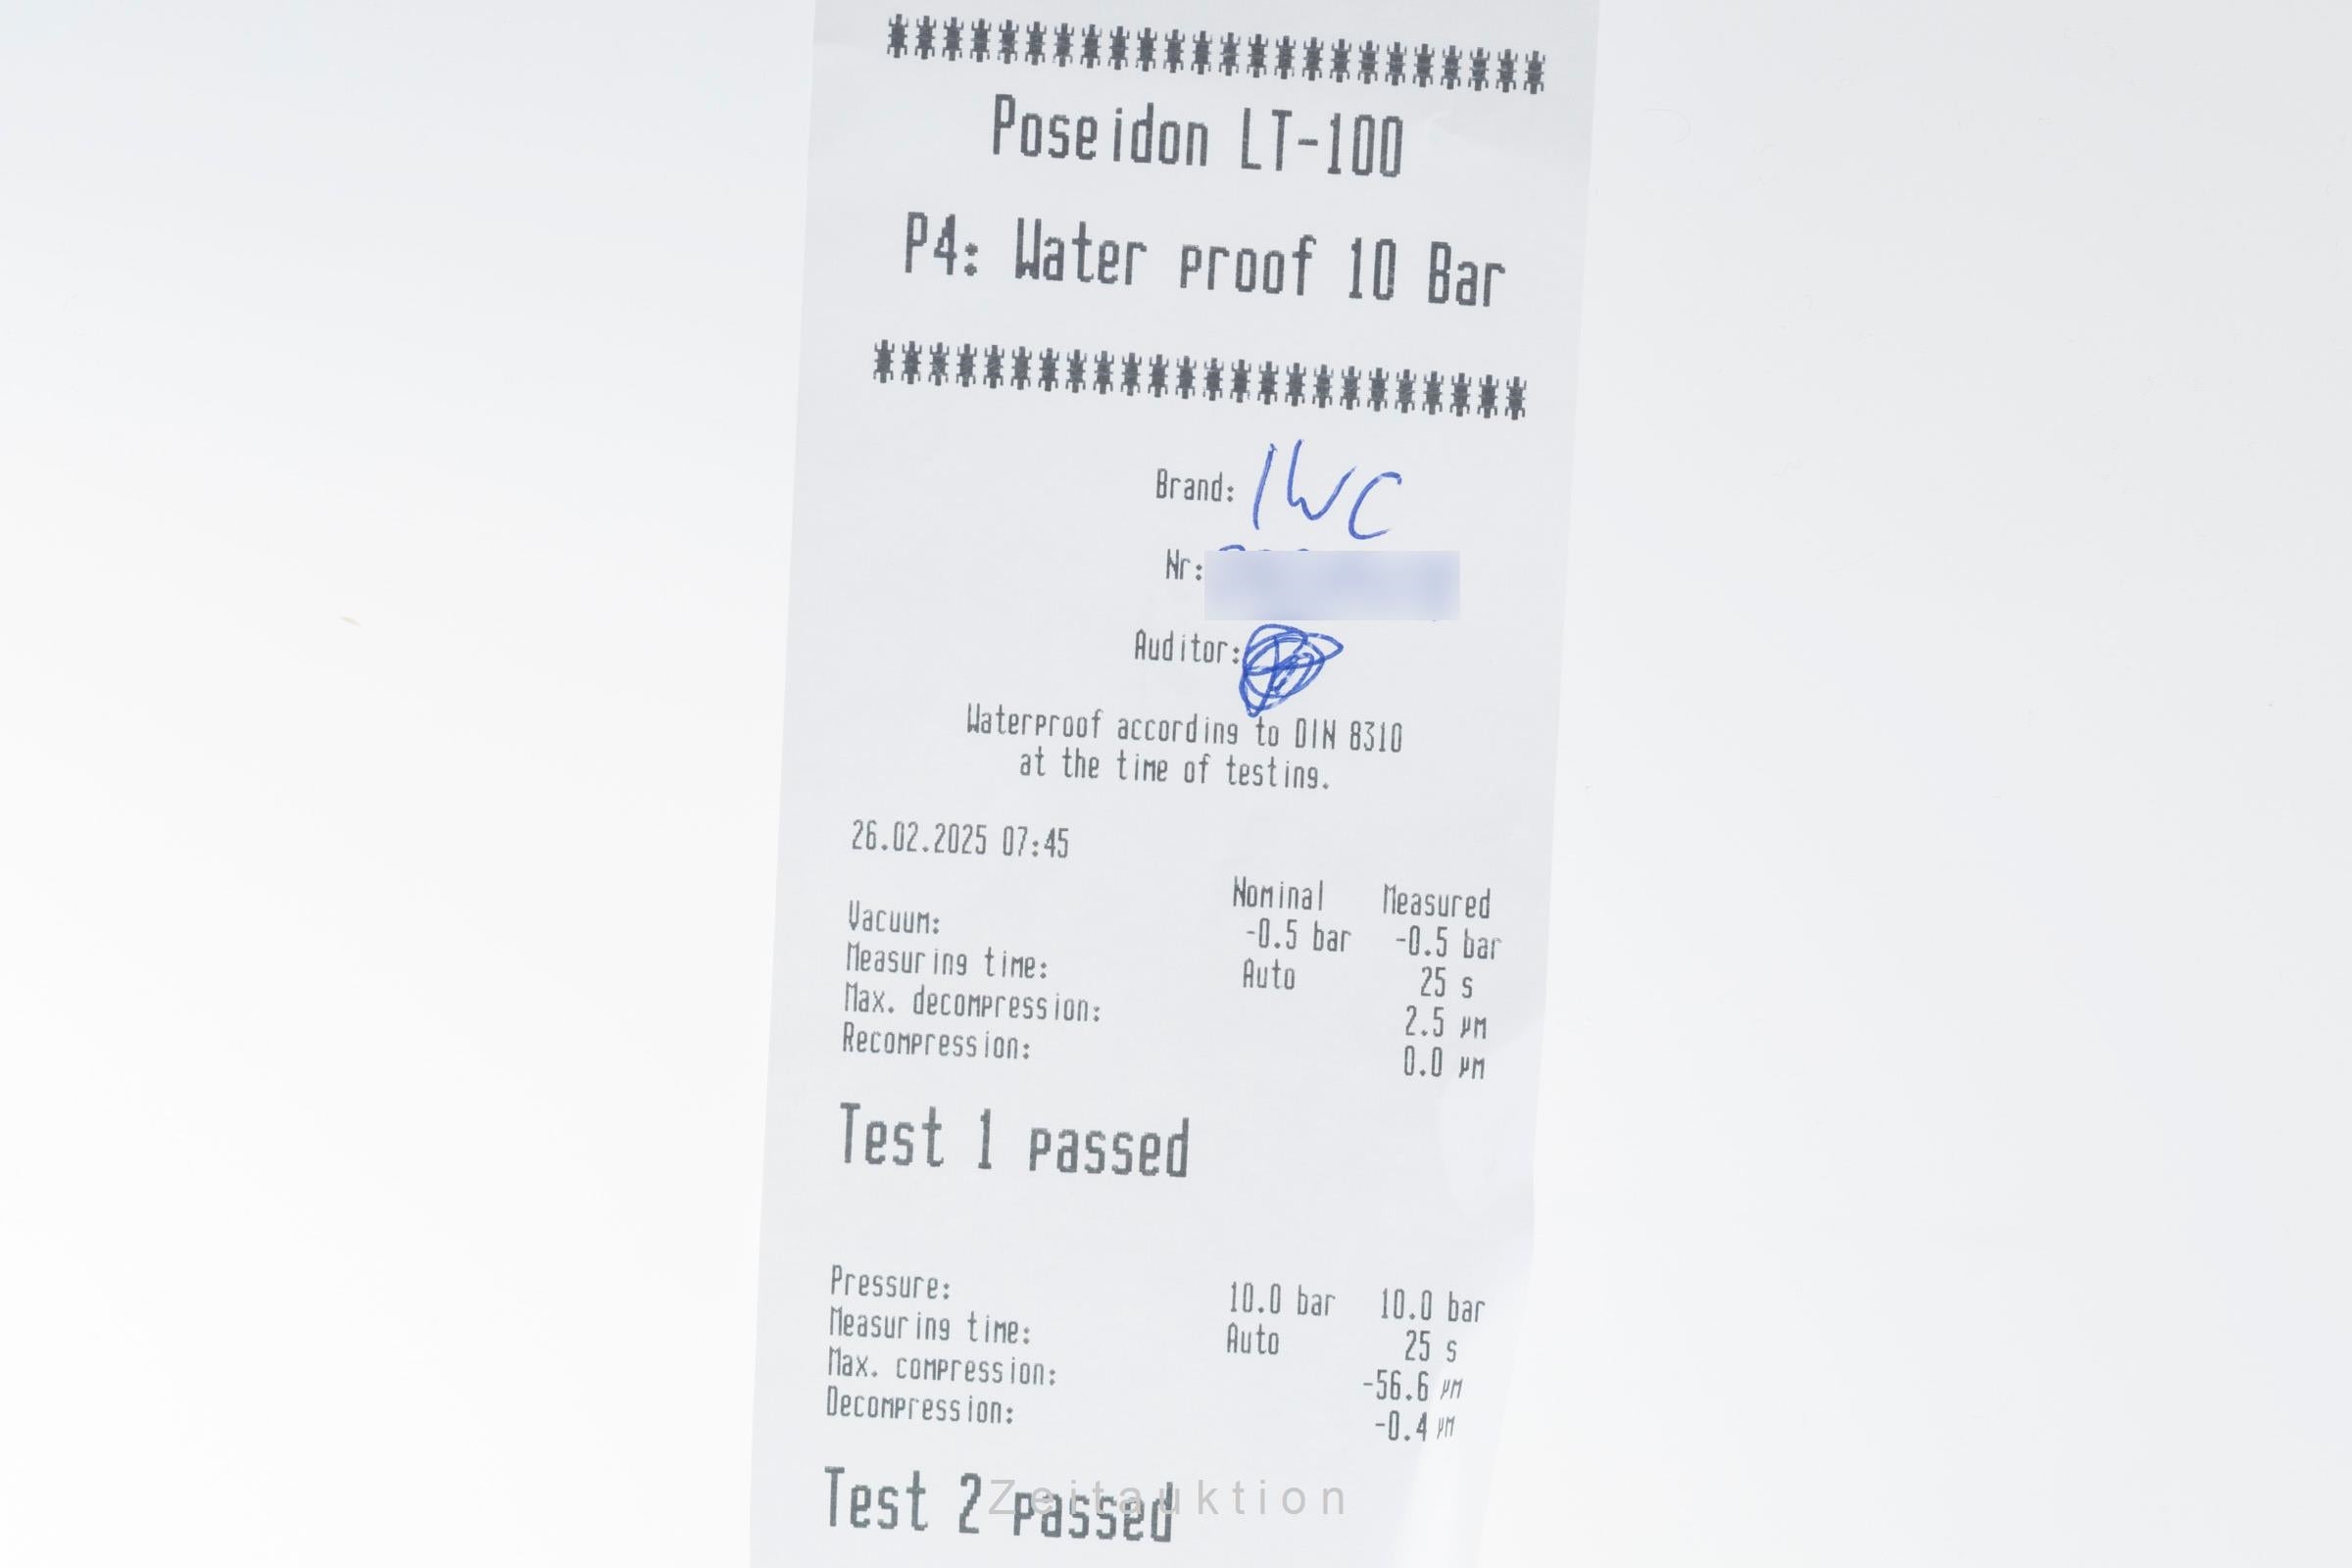 ************************
Poseidon LT-100
P4: Water proof 10 Bar
************************
Brand: IWC
Nr:
Auditor:
Waterproof according to DIN 8310
at the time of testing.
26.02.2025 07:45
Nominal Measured
Vacuum: -0.5 bar -0.5 bar
Measuring time: Auto 25 s
Max. decompression: 2.5 µm
Recompression: 0.0 µm
Test 1 passed
Pressure: 10.0 bar 10.0 bar
Measuring time: Auto 25 s
Max. compression: -56.6 µm
Decompression: -0.4 µm
Test 2 passed
Zeitauktion